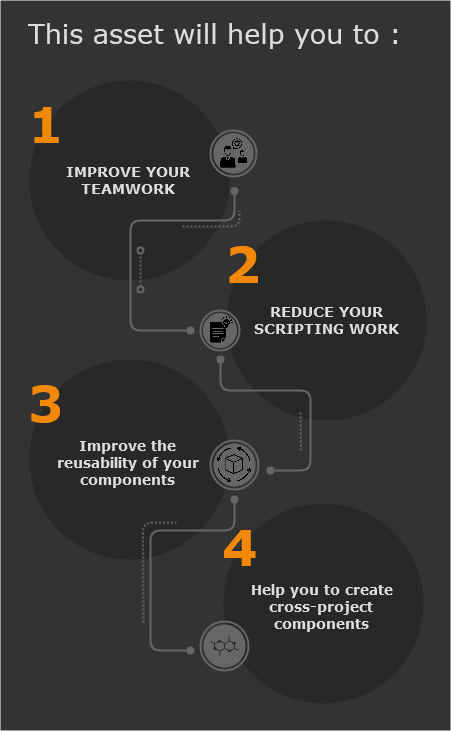 This asset will help you to :
1
IMPROVE YOUR
TEAMWORK
2
REDUCE YOUR
SCRIPTING WORK
3
Improve the
reusability of your
components
4
Help you to create
cross-project
components